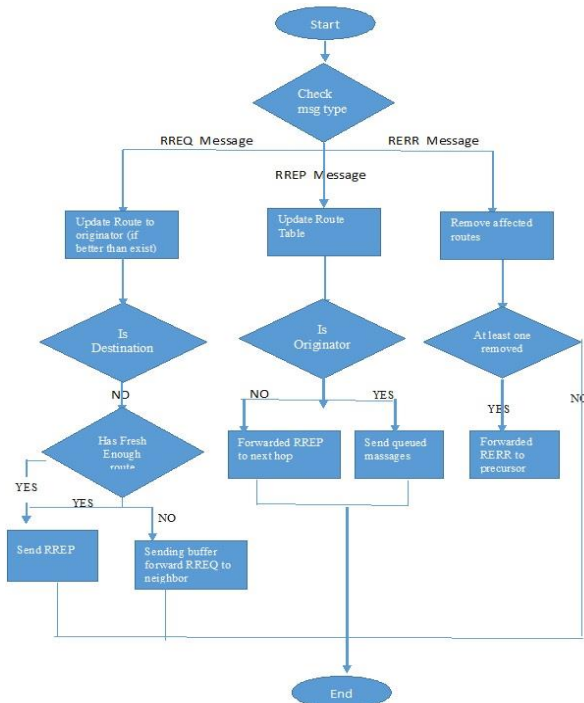 Start
Check
msg type
RREQ Message
RERR Message
RREP Message
Update Route to
originator (if
better than exist)
Update Route
Table
Remove affected
routes
Is
Destination
Is
Originator
At least one
removed
NO
NO
YES
NO
YES
Has Fresh
Enough
route
Forwarded RREP
to next hop
Send queued
massages
Forwarded
RERR to
precursor
YES
YES
NO
Send RREP
Sending buffer
forward RREQ to
neighbor
End